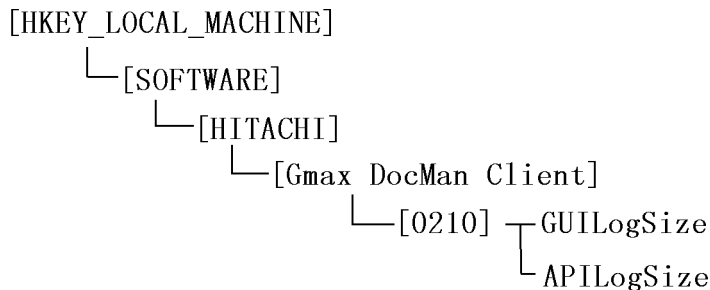 [HKEY_LOCAL_MACHINE]
[SOFTWARE]
[HITACHI]
[Gmax DocMan Client]
[0210] GUILogSize
APILogSize